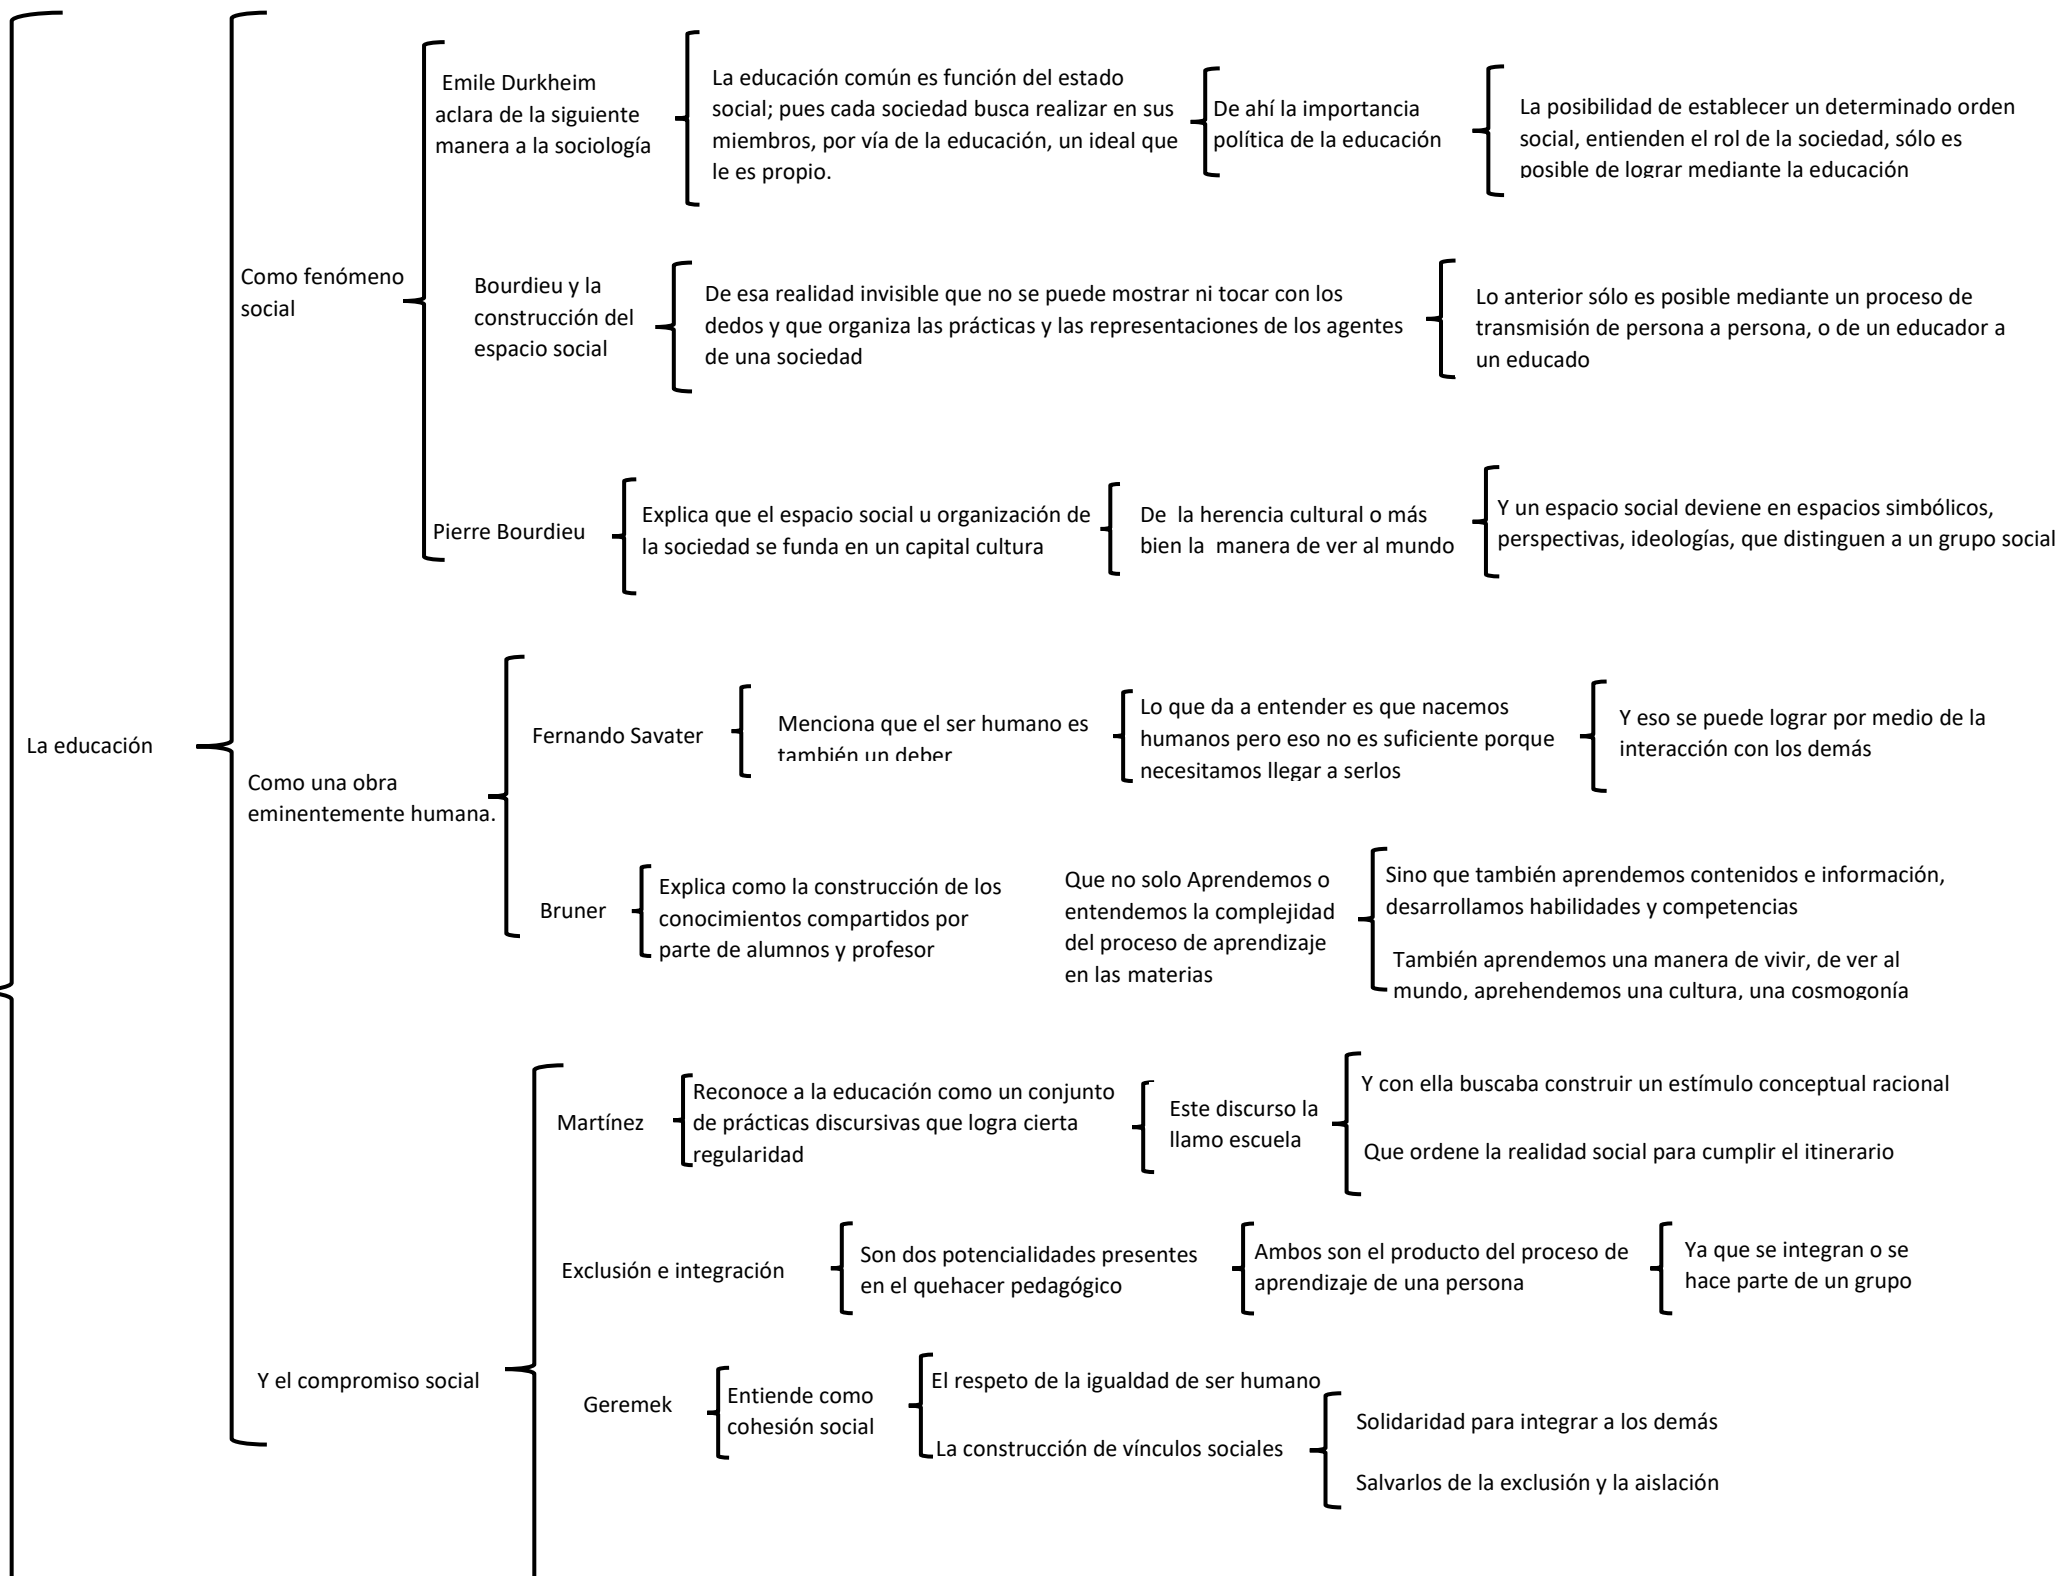 La educación
Como fenómeno
social
Emile Durkheim
aclara de la siguiente
manera a la sociología
La educación común es función del estado
social; pues cada sociedad busca realizar en sus
miembros, por vía de la educación, un ideal que
le es propio.
De ahí la importancia
política de la educación
La posibilidad de establecer un determinado orden
social, entienden el rol de la sociedad, sólo es
posible de lograr mediante la educación
Bourdieu y la
construcción del
espacio social
De esa realidad invisible que no se puede mostrar ni tocar con los
dedos y que organiza las prácticas y las representaciones de los agentes
de una sociedad
Lo anterior sólo es posible mediante un proceso de
transmisión de persona a persona, o de un educador a
un educado
Pierre Bourdieu
Explica que el espacio social u organización de
la sociedad se funda en un capital cultura
De la herencia cultural o más
bien la manera de ver al mundo
Y un espacio social deviene en espacios simbólicos,
perspectivas, ideologías, que distinguen a un grupo social
Como una obra
eminentemente humana.
Fernando Savater
Menciona que el ser humano es
también un deber
Lo que da a entender es que nacemos
humanos pero eso no es suficiente porque
necesitamos llegar a serlos
Y eso se puede lograr por medio de la
interacción con los demás
Bruner
Explica como la construcción de los
conocimientos compartidos por
parte de alumnos y profesor
Que no solo Aprendemos o
entendemos la complejidad
del proceso de aprendizaje
en las materias
Sino que también aprendemos contenidos e información,
desarrollamos habilidades y competencias
También aprendemos una manera de vivir, de ver al
mundo, aprehendemos una cultura, una cosmogonía
Y el compromiso social
Martínez
Reconoce a la educación como un conjunto
de prácticas discursivas que logra cierta
regularidad
Este discurso la
llamo escuela
Y con ella buscaba construir un estímulo conceptual racional
Que ordene la realidad social para cumplir el itinerario
Exclusión e integración
Son dos potencialidades presentes
en el quehacer pedagógico
Ambos son el producto del proceso de
aprendizaje de una persona
Ya que se integran o se
hace parte de un grupo
Geremek
Entiende como
cohesión social
El respeto de la igualdad de ser humano
La construcción de vínculos sociales
Solidaridad para integrar a los demás
Salvarlos de la exclusión y la aislación